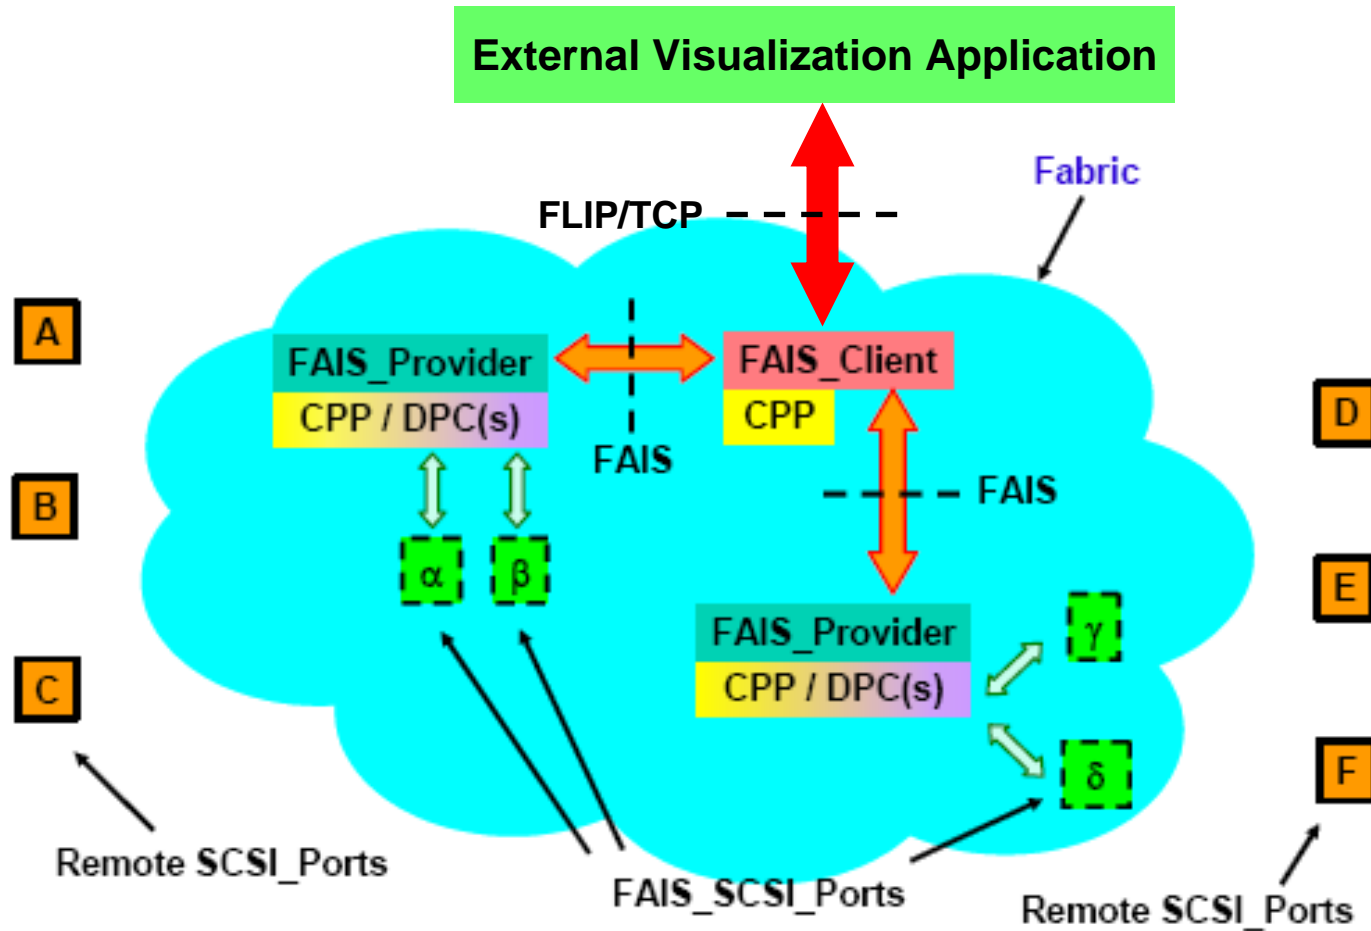 External Visualization Application
Fabric
FLIP/TCP
A
FAIS_Provider
CPP / DPC(s)
FAIS
FAIS_Client
CPP
D
B
FAIS
α
β
E
FAIS_Provider
CPP / DPC(s)
γ
C
δ
F
Remote SCSI_Ports
FAIS_SCSI_Ports
Remote SCSI_Ports